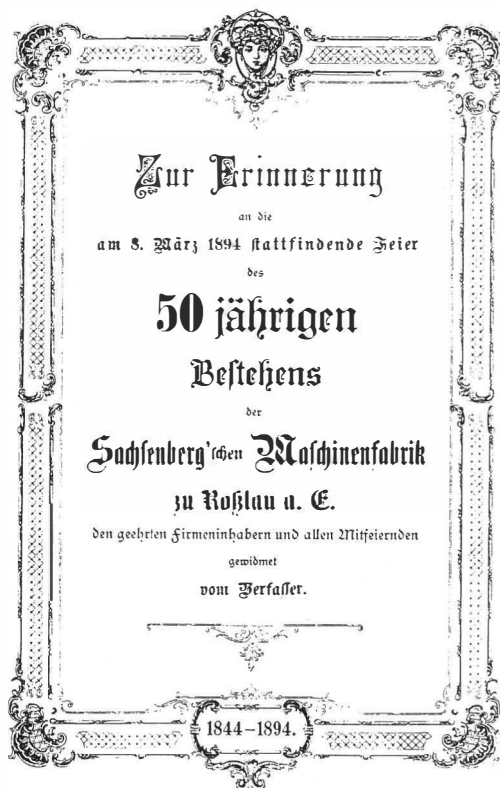 Zur Erinnerung
an die
am 8. März 1894 stattfindende Feier
des
50 jährigen
Bestehens
der
Sachsenberg'schen Maschinenfabrik
zu Roßlau a. E.
den geehrten Firmeninhabern und allen Mitfeiernden
gewidmet
vom Verfasser.
1844–1894.